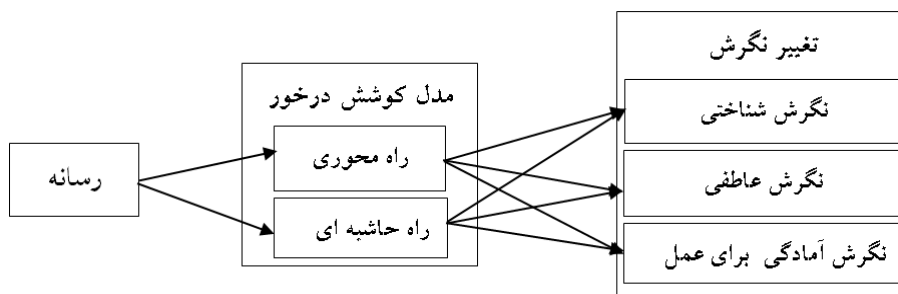 تغییر نگرش
مدل کوشش درخور
نگرش شناختی
راه محوری
رسانه
نگرش عاطفی
راه حاشیه ای
نگرش آمادگی برای عمل